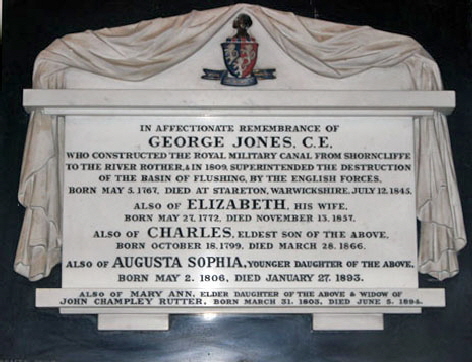 IN AFFECTIONATE REMEMBRANCE OF
GEORGE JONES, C.E.
WHO CONSTRUCTED THE ROYAL MILITARY CANAL FROM SHORNCLIFFE
TO THE RIVER ROTHER, & IN 1809, SUPERINTENDED THE DESTRUCTION
OF THE BASIN OF FLUSHING, BY THE ENGLISH FORCES.
BORN MAY 5. 1767, DIED AT STARETON, WARWICKSHIRE, JULY 12. 1845.
ALSO OF ELIZABETH, HIS WIFE,
BORN MAY 27. 1772, DIED NOVEMBER 13. 1857.
ALSO OF CHARLES, ELDEST SON OF THE ABOVE,
BORN OCTOBER 18. 1799, DIED MARCH 28. 1866.
ALSO OF AUGUSTA SOPHIA, YOUNGER DAUGHTER OF THE ABOVE,
BORN MAY 2. 1806, DIED JANUARY 27. 1893.
ALSO OF MARY ANN, ELDER DAUGHTER OF THE ABOVE & WIDOW OF
JOHN CHAMPLEY RUTTER, BORN MARCH 31. 1803, DIED JUNE 5. 1894.